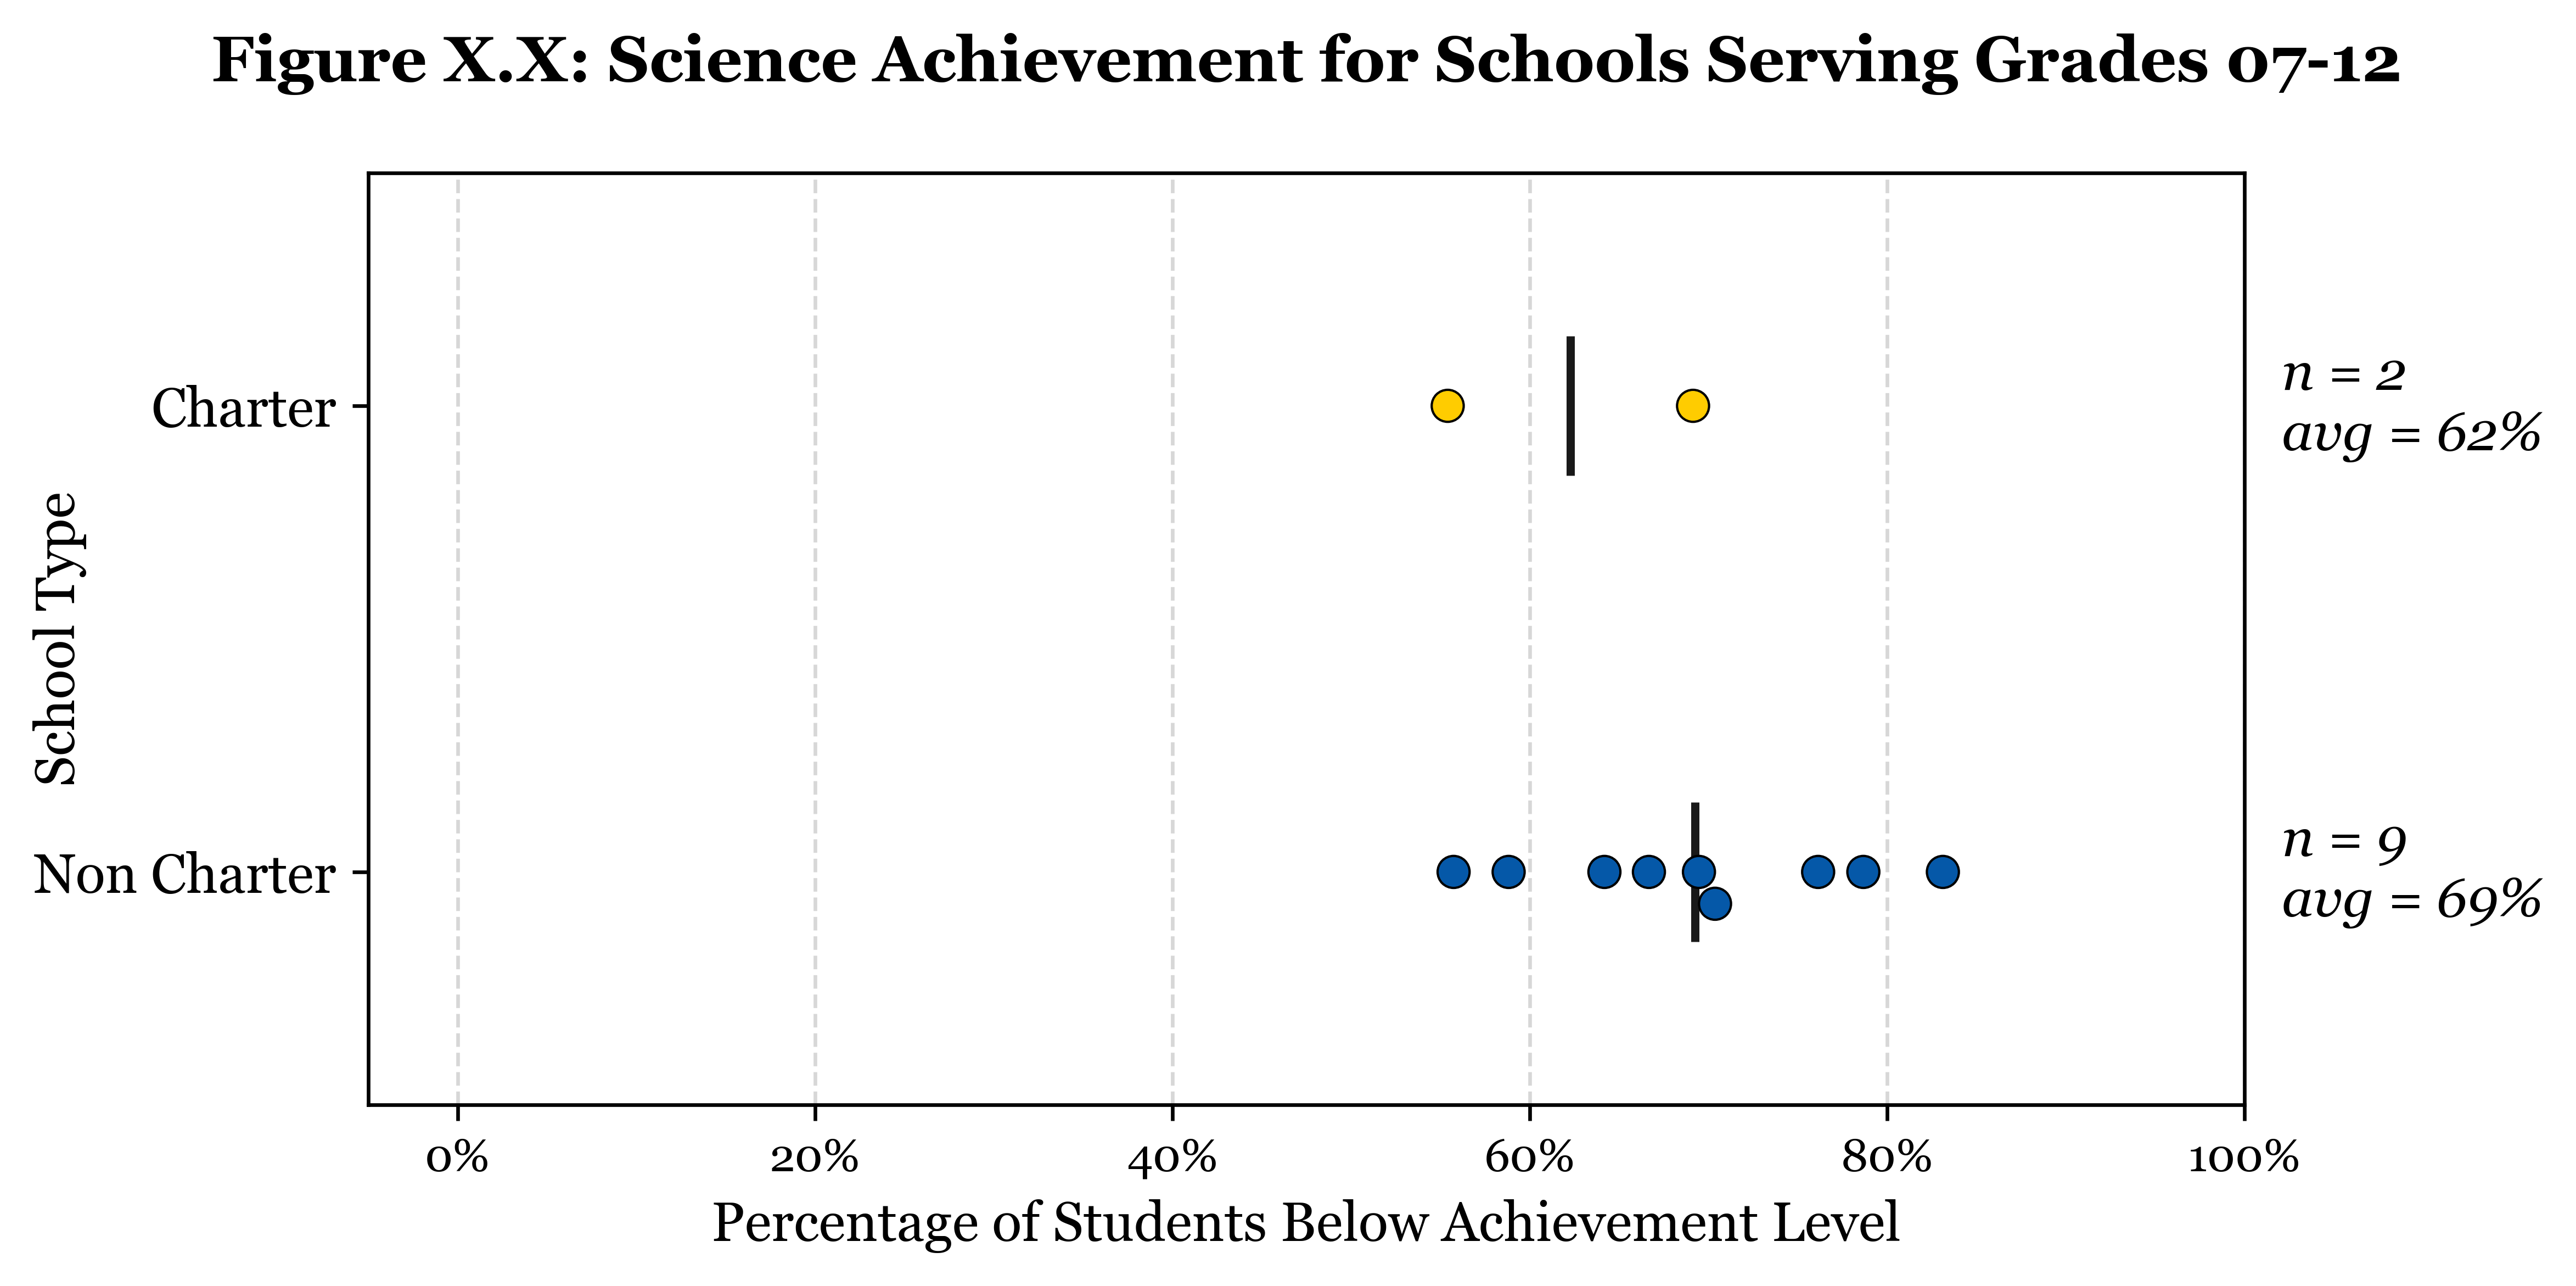 Figure X.X: Science Achievement for Schools Serving Grades 07-12
School Type
Charter
n = 2
avg = 62%
Non Charter
n = 9
avg = 69%
0% 20% 40% 60% 80% 100%
Percentage of Students Below Achievement Level